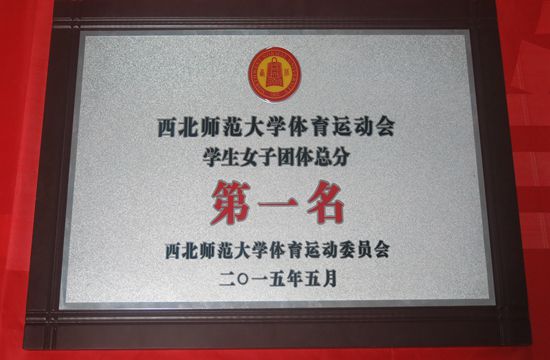 西北师范大学体育运动会
学生女子团体总分
第一名
西北师范大学体育运动委员会
二〇一五年五月